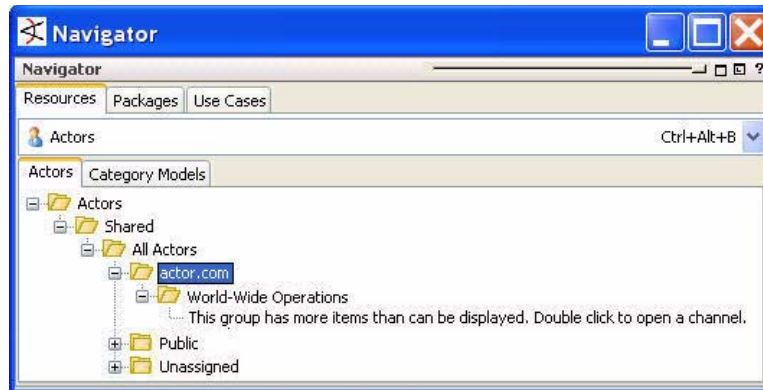 Navigator
Navigator ?
Resources Packages Use Cases
Actors Ctrl+Alt+B
Actors Category Models
Actors
Shared
All Actors
actor.com
World-Wide Operations
This group has more items than can be displayed. Double click to open a channel.
Public
Unassigned